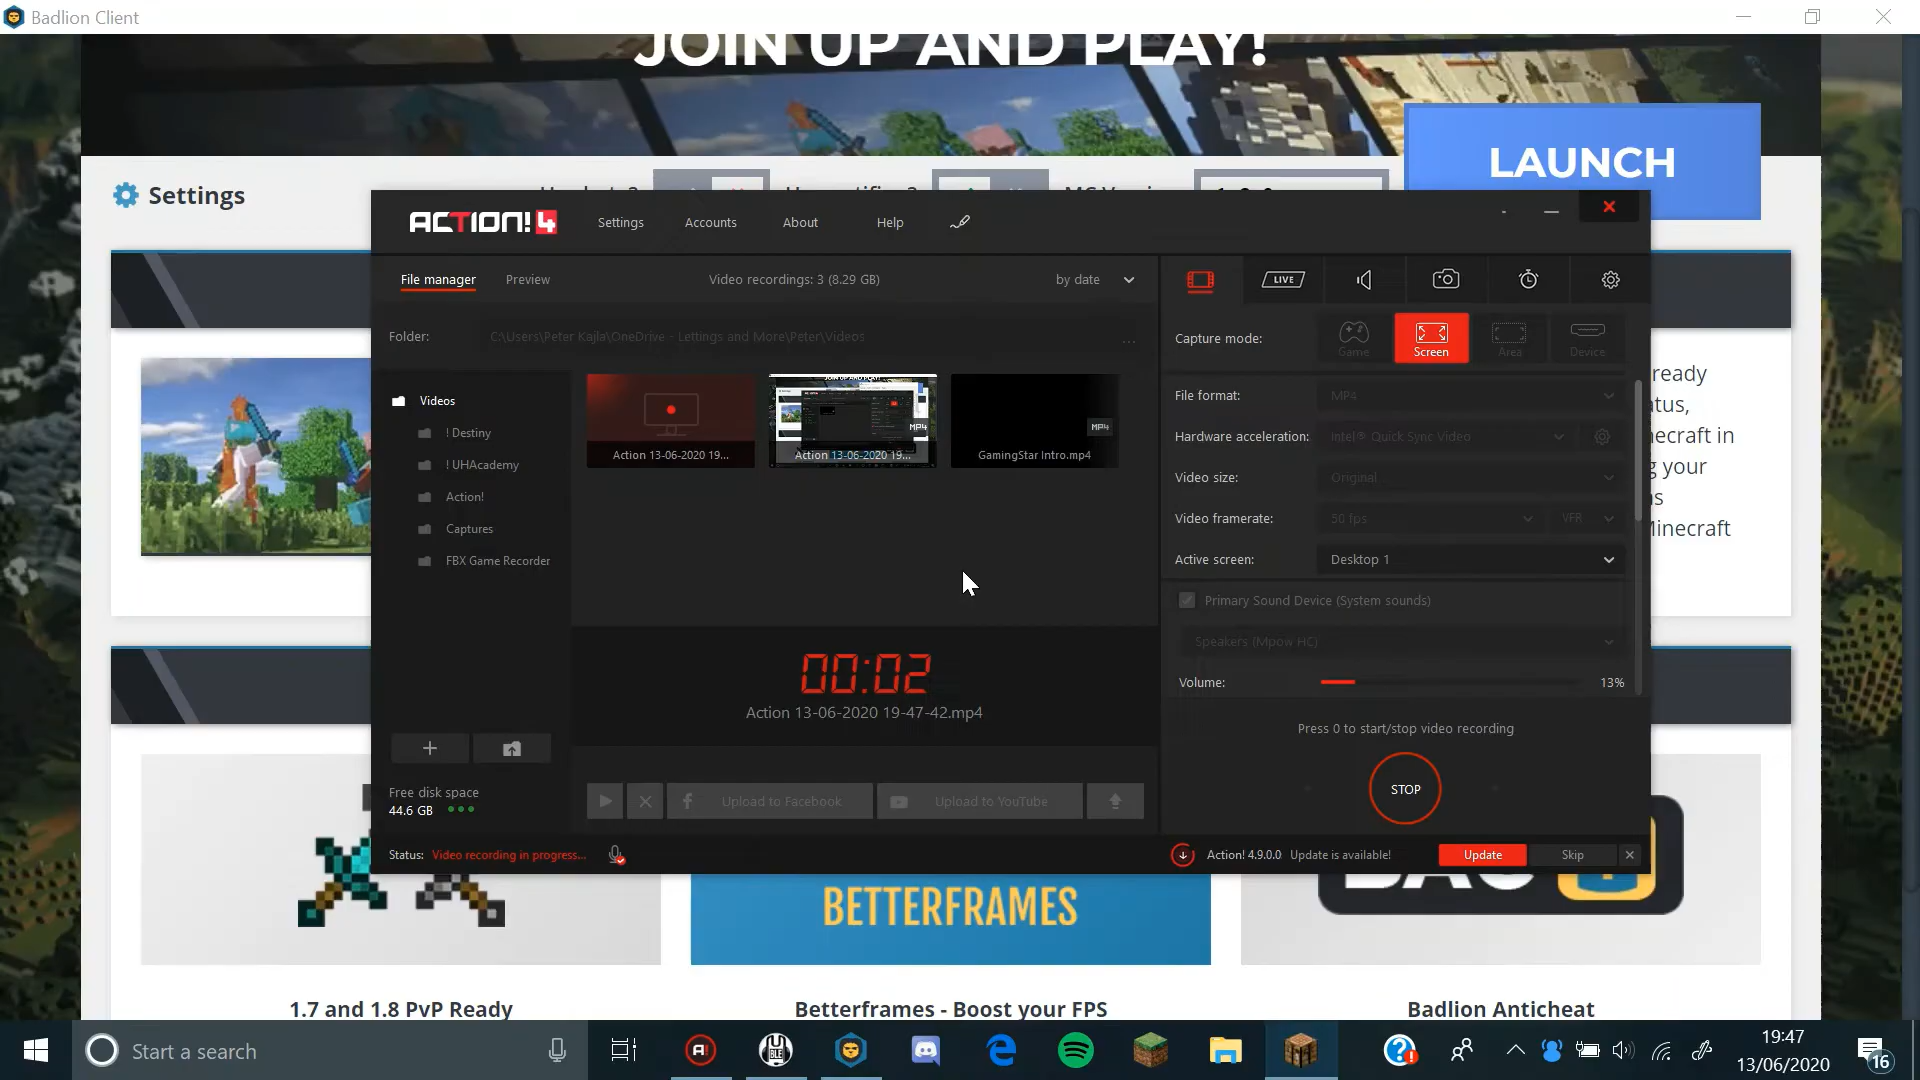 Badlion Client
JOIN UP AND PLAY!
LAUNCH
Settings
ACTION! 4
Settings
Accounts
About
Help
File manager
Preview
Video recordings: 3 (8.29 GB)
by date
LIVE
Folder:
C:\Users\Peter Kajla\OneDrive - Lettings and More\Peter\Videos
...
Capture mode:
Game
Screen
Area
Device
Videos
! Destiny
! UHAcademy
Action!
Captures
FBX Game Recorder
Action 13-06-2020 19...
MP4
Action 13-06-2020 19...
MP4
GamingStar Intro.mp4
File format:
MP4
Hardware acceleration:
Intel® Quick Sync Video
Video size:
Original
Video framerate:
50 fps
VFR
Active screen:
Desktop 1
Primary Sound Device (System sounds)
Speakers (Mpow HC)
Volume:
13%
ready
atus,
necraft in
g your
s
Minecraft
00:02
Action 13-06-2020 19-47-42.mp4
Press 0 to start/stop video recording
STOP
Free disk space
44.6 GB
Upload to Facebook
Upload to YouTube
Status: Video recording in progress...
Action! 4.9.0.0 Update is available!
Update
Skip
BETTERFRAMES
1.7 and 1.8 PvP Ready
Betterframes - Boost your FPS
Badlion Anticheat
Start a search
19:47
13/06/2020
16